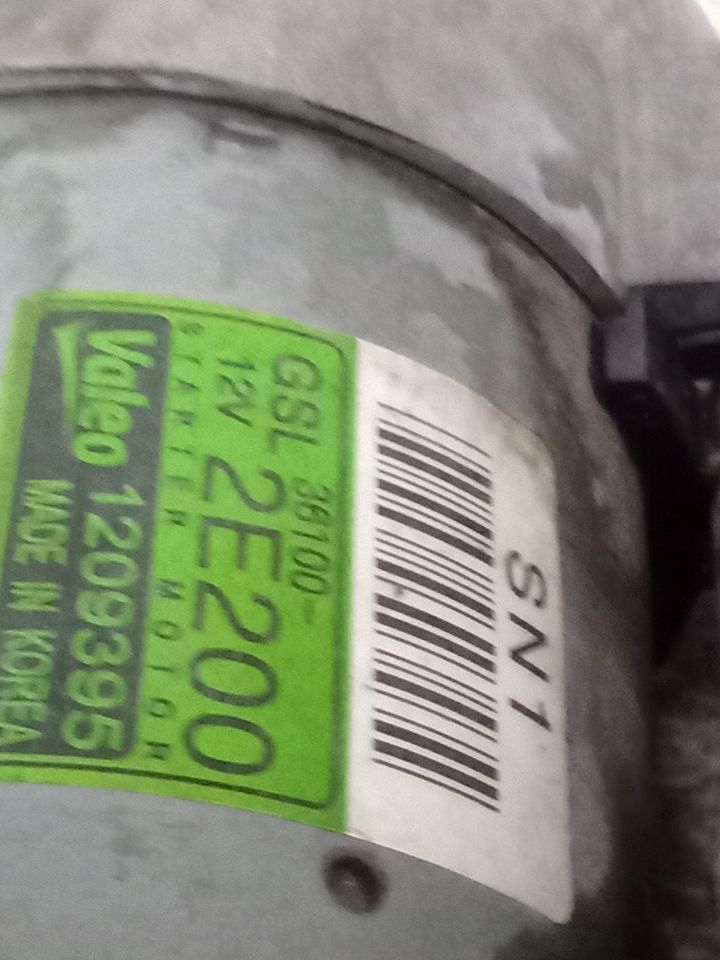 SN1
GSL 36100-
12V 2E200
STARTER MOTOR
Valeo 1209395
MADE IN KOREA